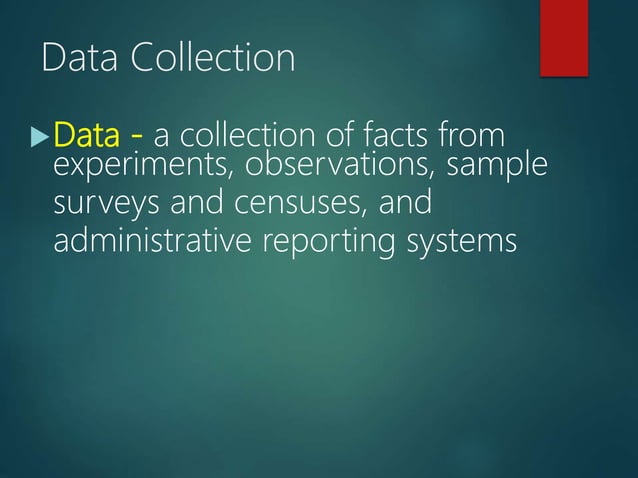 Data Collection
Data - a collection of facts from
experiments, observations, sample
surveys and censuses, and
administrative reporting systems